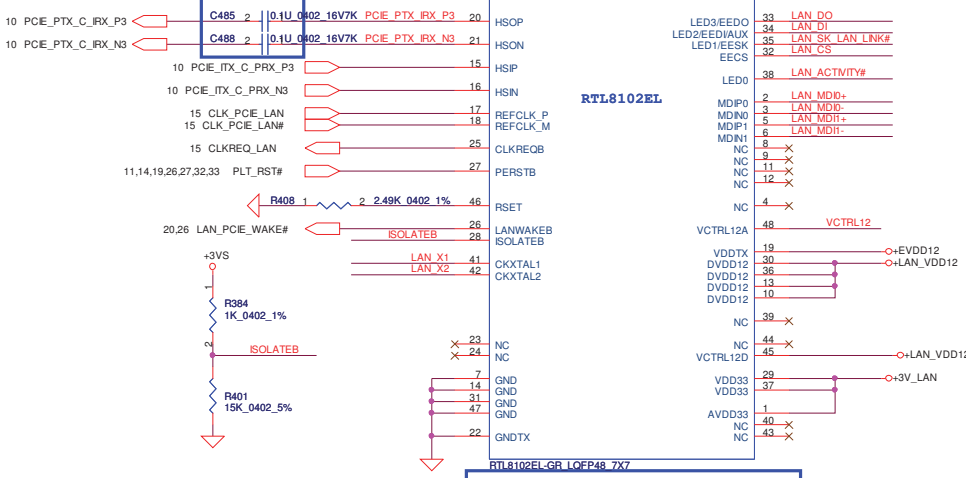 10 PCIE_PTX_C_IRX_P3 C485 2 0.1U_0402_16V7K PCIE_PTX_IRX_P3 20 HSOP
10 PCIE_PTX_C_IRX_N3 C488 2 0.1U_0402_16V7K PCIE_PTX_IRX_N3 21 HSON
10 PCIE_ITX_C_PRX_P3 15 HSIP
10 PCIE_ITX_C_PRX_N3 16 HSIN
15 CLK_PCIE_LAN 17 REFCLK_P
15 CLK_PCIE_LAN# 18 REFCLK_M
15 CLKREQ_LAN 25 CLKREQB
11,14,19,26,27,32,33 PLT_RST# 27 PERSTB
R408 1 2 2.49K_0402_1% 46 RSET
20,26 LAN_PCIE_WAKE# 26 LANWAKEB
ISOLATEB 28 ISOLATEB
LAN_X1 41 CKXTAL1
LAN_X2 42 CKXTAL2
+3VS
1
R384
1K_0402_1%
2
ISOLATEB
R401
15K_0402_5%
23 NC
24 NC
7 GND
14 GND
31 GND
47 GND
22 GNDTX
RTL8102EL
LED3/EEDO 33 LAN_DO
LED2/EEDI/AUX 34 LAN_DI
LED1/EESK 35 LAN_SK_LAN_LINK#
EECS 32 LAN_CS
LED0 38 LAN_ACTIVITY#
MDIP0 2 LAN_MDI0+
MDIN0 3 LAN_MDI0-
MDIP1 5 LAN_MDI1+
MDIN1 6 LAN_MDI1-
NC 8
NC 9
NC 11
NC 12
NC 4
VCTRL12A 48 VCTRL12
VDDTX 19 +EVDD12
DVDD12 30 +LAN_VDD12
DVDD12 36
DVDD12 13
DVDD12 10
NC 39
NC 44
VCTRL12D 45 +LAN_VDD12
VDD33 29 +3V_LAN
VDD33 37
AVDD33 1
NC 40
NC 43
RTL8102EL-GR_LQFP48_7X7